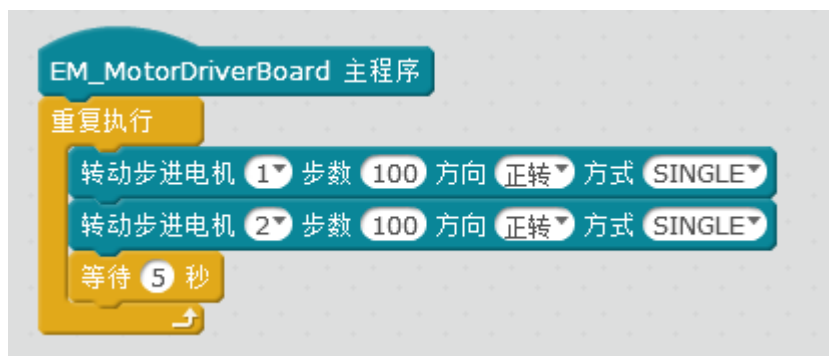 EM_MotorDriverBoard 主程序
重复执行
转动步进电机 1 步数 100 方向 正转 方式 SINGLE
转动步进电机 2 步数 100 方向 正转 方式 SINGLE
等待 5 秒